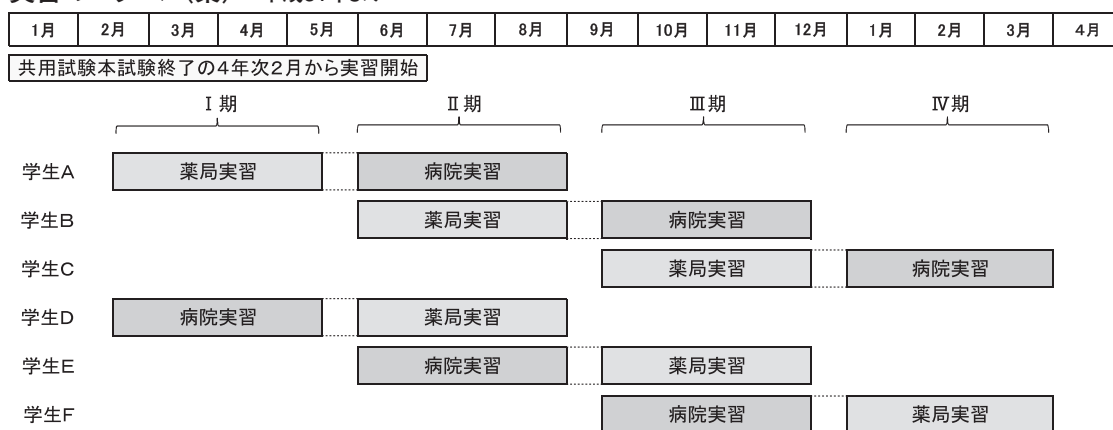 1月 2月 3月 4月 5月 6月 7月 8月 9月 10月 11月 12月 1月 2月 3月 4月
共用試験本試験終了の4年次2月から実習開始
Ⅰ期 Ⅱ期 Ⅲ期 Ⅳ期
学生A 薬局実習 病院実習
学生B 薬局実習 病院実習
学生C 薬局実習 病院実習
学生D 病院実習 薬局実習
学生E 病院実習 薬局実習
学生F 病院実習 薬局実習